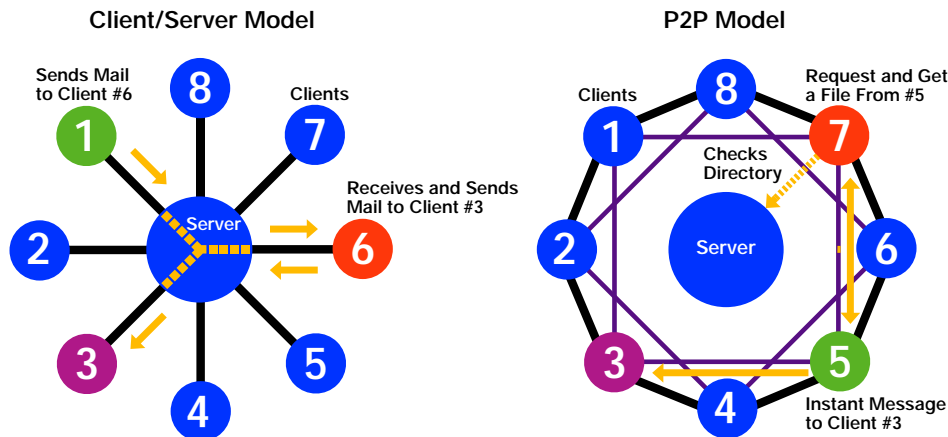 Client/Server Model
Sends Mail
to Client #6
8
Clients
1
7
Receives and Sends
Mail to Client #3
Server
2
6
3
5
4
P2P Model
Request and Get
a File From #5
Clients
8
1
7
Checks
Directory
2
Server
6
3
5
4
Instant Message
to Client #3